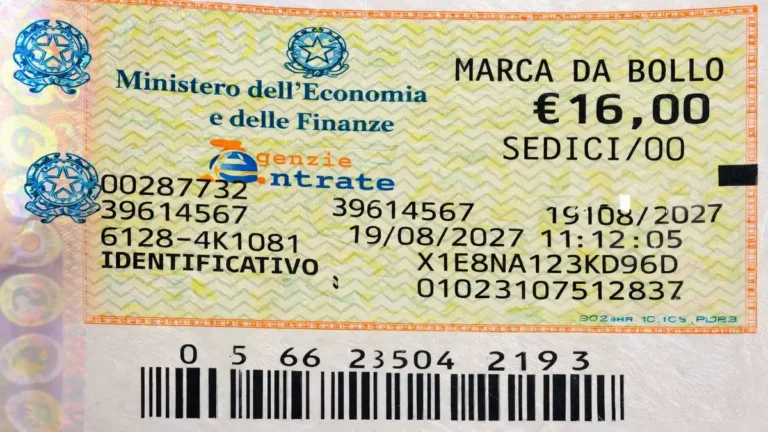 Ministero dell'Economia
e delle Finanze
MARCA DA BOLLO
€16,00
SEDICI/00
genzie
ntrate
00287732
39614567 39614567 19108/2027
6128-4K1081 19/08/2027 11:12:05
IDENTIFICATIVO X1E8NA123KD96D
01023107512837
0 5 66 23504 2193